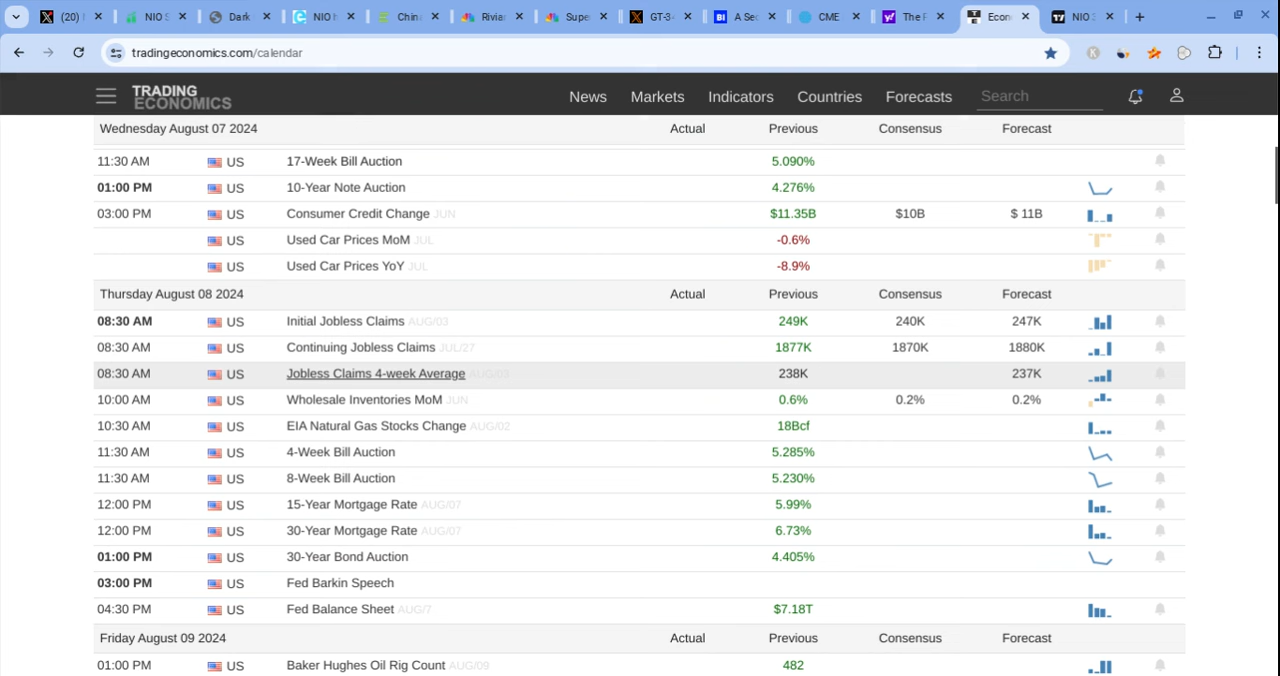 (20)
NIO S
Dark
NIO
China
Rivian
Supe
GT-3
A Sec
CME
The F
Econ
NIO
tradingeconomics.com/calendar
TRADING
ECONOMICS
News Markets Indicators Countries Forecasts Search
Wednesday August 07 2024 Actual Previous Consensus Forecast
11:30 AM US 17-Week Bill Auction 5.090%
01:00 PM US 10-Year Note Auction 4.276%
03:00 PM US Consumer Credit Change JUN $11.35B $10B $ 11B
US Used Car Prices MoM JUL -0.6%
US Used Car Prices YoY JUL -8.9%
Thursday August 08 2024 Actual Previous Consensus Forecast
08:30 AM US Initial Jobless Claims AUG/03 249K 240K 247K
08:30 AM US Continuing Jobless Claims JUL/27 1877K 1870K 1880K
08:30 AM US Jobless Claims 4-week Average AUG/03 238K 237K
10:00 AM US Wholesale Inventories MoM JUN 0.6% 0.2% 0.2%
10:30 AM US EIA Natural Gas Stocks Change AUG/02 18Bcf
11:30 AM US 4-Week Bill Auction 5.285%
11:30 AM US 8-Week Bill Auction 5.230%
12:00 PM US 15-Year Mortgage Rate AUG/07 5.99%
12:00 PM US 30-Year Mortgage Rate AUG/07 6.73%
01:00 PM US 30-Year Bond Auction 4.405%
03:00 PM US Fed Barkin Speech
04:30 PM US Fed Balance Sheet AUG/7 $7.18T
Friday August 09 2024 Actual Previous Consensus Forecast
01:00 PM US Baker Hughes Oil Rig Count AUG/09 482